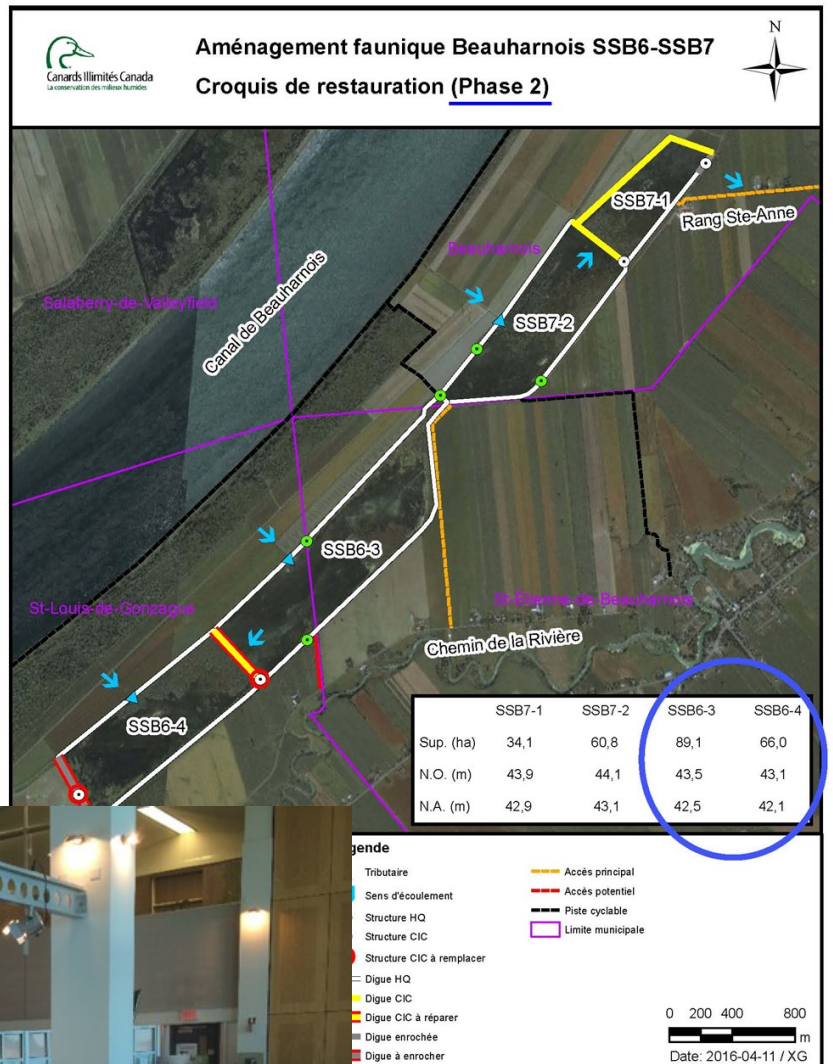 Canards Illimités Canada
La conservation des milieux humides
Aménagement faunique Beauharnois SSB6-SSB7
Croquis de restauration (Phase 2)
N
SSB7-1
Rang Ste-Anne
Beauharnois
Salaberry-de-Valleyfield
Canal de Beauharnois
SSB7-2
SSB6-3
St-Louis-de-Gonzague
St-Étienne-de-Beauharnois
Chemin de la Rivière
SSB6-4
SSB7-1 SSB7-2 SSB6-3 SSB6-4
Sup. (ha) 34,1 60,8 89,1 66,0
N.O. (m) 43,9 44,1 43,5 43,1
N.A. (m) 42,9 43,1 42,5 42,1
gende
Tributaire
Sens d'écoulement
Structure HQ
Structure CIC
Structure CIC à remplacer
Digue HQ
Digue CIC
Digue CIC à réparer
Digue enrochée
Digue à enrocher
Accès principal
Accès potentiel
Piste cyclable
Limite municipale
0 200 400 800
m
Date: 2016-04-11 / XG